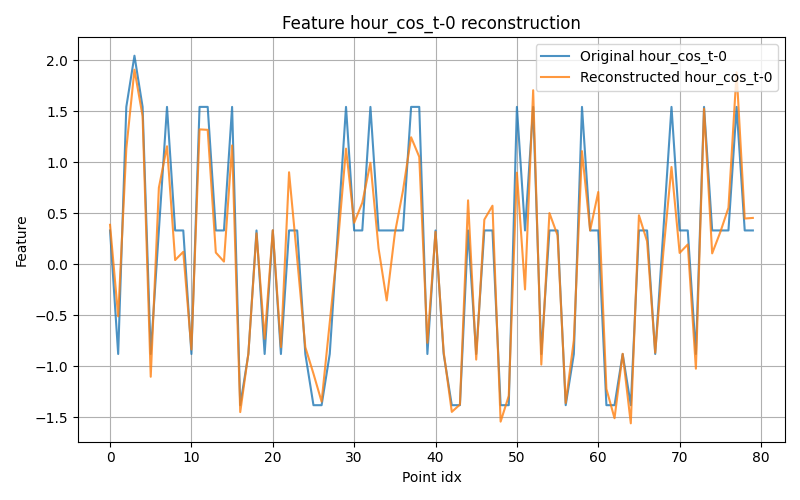 Feature hour_cos_t-0 reconstruction
Original hour_cos_t-0
Reconstructed hour_cos_t-0
Feature
2.0
1.5
1.0
0.5
0.0
−0.5
−1.0
−1.5
0 10 20 30 40 50 60 70 80
Point idx